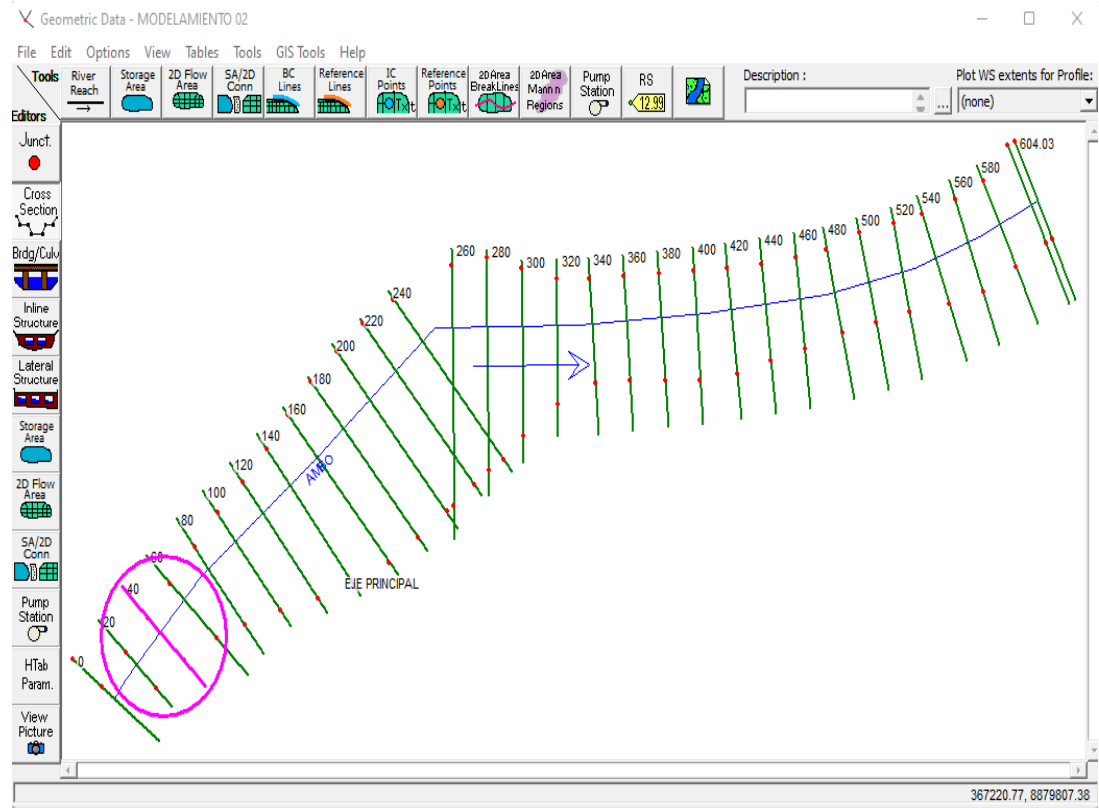 Geometric Data - MODELAMIENTO 02
File Edit Options View Tables Tools GIS Tools Help
Tools
Editors
River Reach
Storage Area
2D Flow Area
SA/2D Conn
BC Lines
Reference Lines
IC Points
Reference Points
2D Area BreakLines
2D Area Mann n Regions
Pump Station
RS
12.99
Description :
...
Plot WS extents for Profile:
(none)
Junct.
Cross Section
Brdg/Culv
Inline Structure
Lateral Structure
Storage Area
2D Flow Area
SA/2D Conn
Pump Station
HTab Param.
View Picture
604.03
580
560
540
520
500
480
460
440
420
400
380
360
340
320
300
280
260
240
220
200
180
160
140
120
100
80
60
40
20
0
AMBO
EJE PRINCIPAL
367220.77, 8879807.38